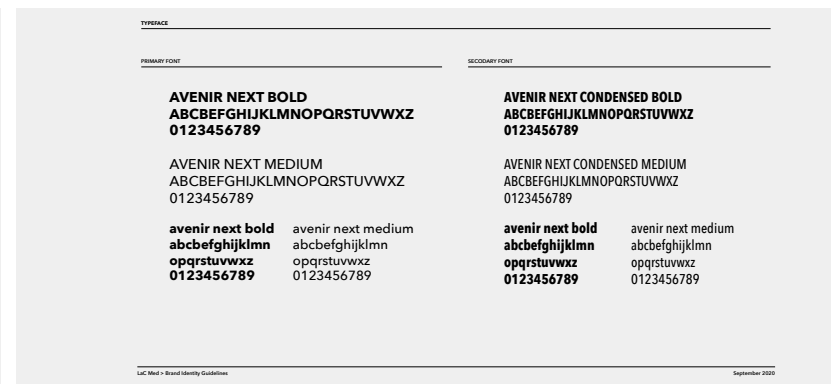 TYPEFACE
PRIMARY FONT
AVENIR NEXT BOLD
ABCBEFGHIJKLMNOPQRSTUVWXZ
0123456789
AVENIR NEXT MEDIUM
ABCBEFGHIJKLMNOPQRSTUVWXZ
0123456789
avenir next bold
abcbefghijklmn
opqrstuvwxz
0123456789
avenir next medium
abcbefghijklmn
opqrstuvwxz
0123456789
SECODARY FONT
AVENIR NEXT CONDENSED BOLD
ABCBEFGHIJKLMNOPQRSTUVWXZ
0123456789
AVENIR NEXT CONDENSED MEDIUM
ABCBEFGHIJKLMNOPQRSTUVWXZ
0123456789
avenir next bold
abcbefghijklmn
opqrstuvwxz
0123456789
avenir next medium
abcbefghijklmn
opqrstuvwxz
0123456789
LaC Med > Brand Identity Guidelines
September 2020